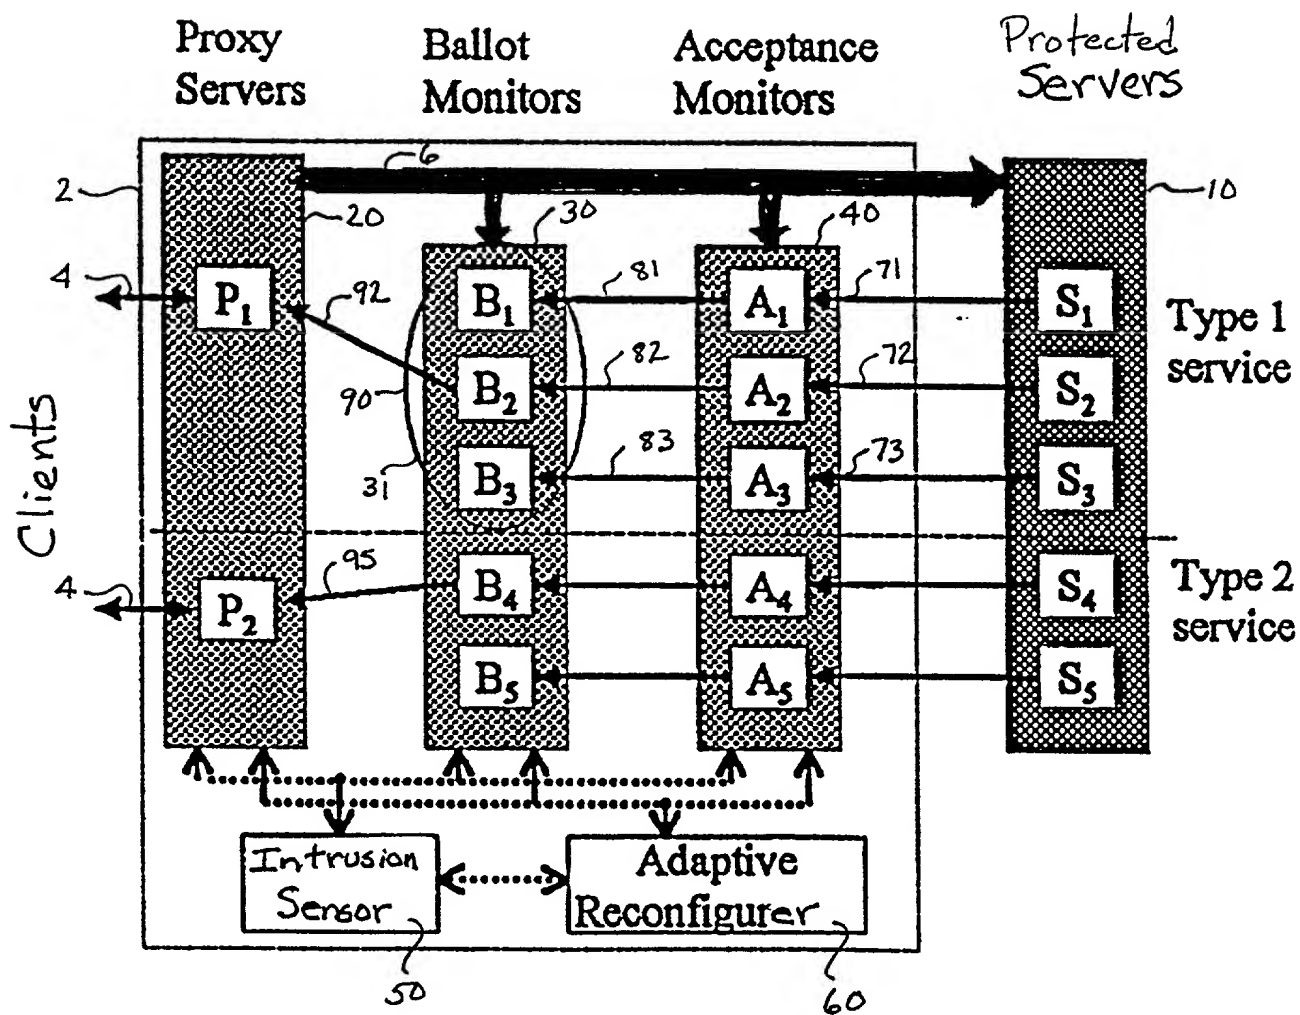 Proxy
Servers
Ballot
Monitors
Acceptance
Monitors
Protected
Servers
2
6
20
30
40
10
4
P1
92
B1
81
A1
71
S1
Type 1
service
90
B2
82
A2
72
S2
31
B3
83
A3
73
S3
Clients
4
P2
95
B4
A4
S4
Type 2
service
B5
A5
S5
Intrusion
Sensor
Adaptive
Reconfigurer
50
60